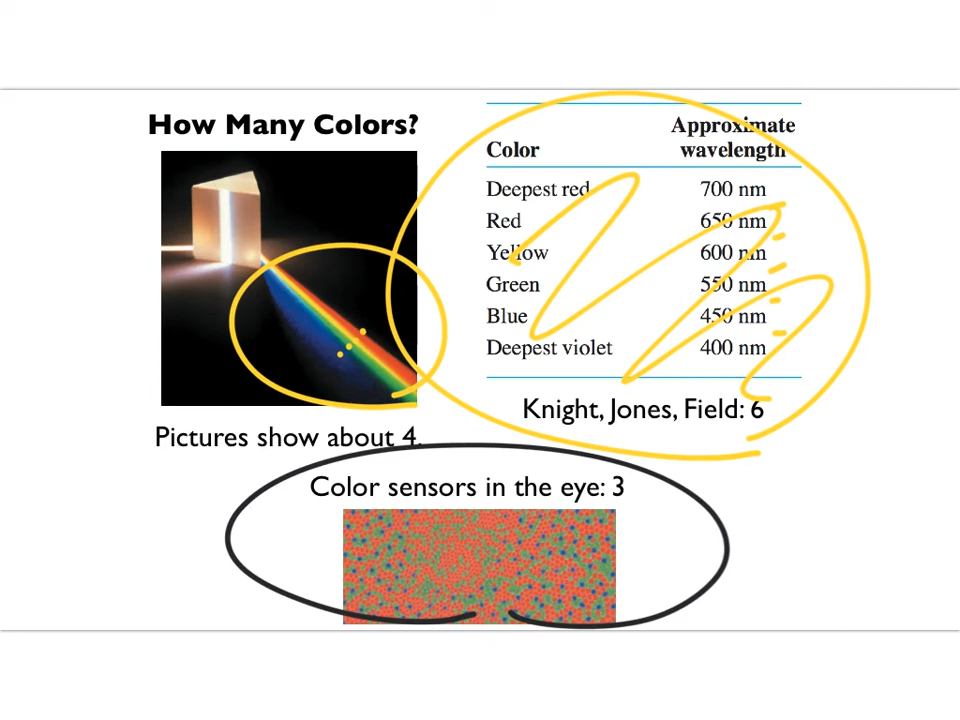 How Many Colors?
Color Approximate wavelength
Deepest red 700 nm
Red 650 nm
Yellow 600 nm
Green 550 nm
Blue 450 nm
Deepest violet 400 nm
Knight, Jones, Field: 6
Pictures show about 4.
Color sensors in the eye: 3